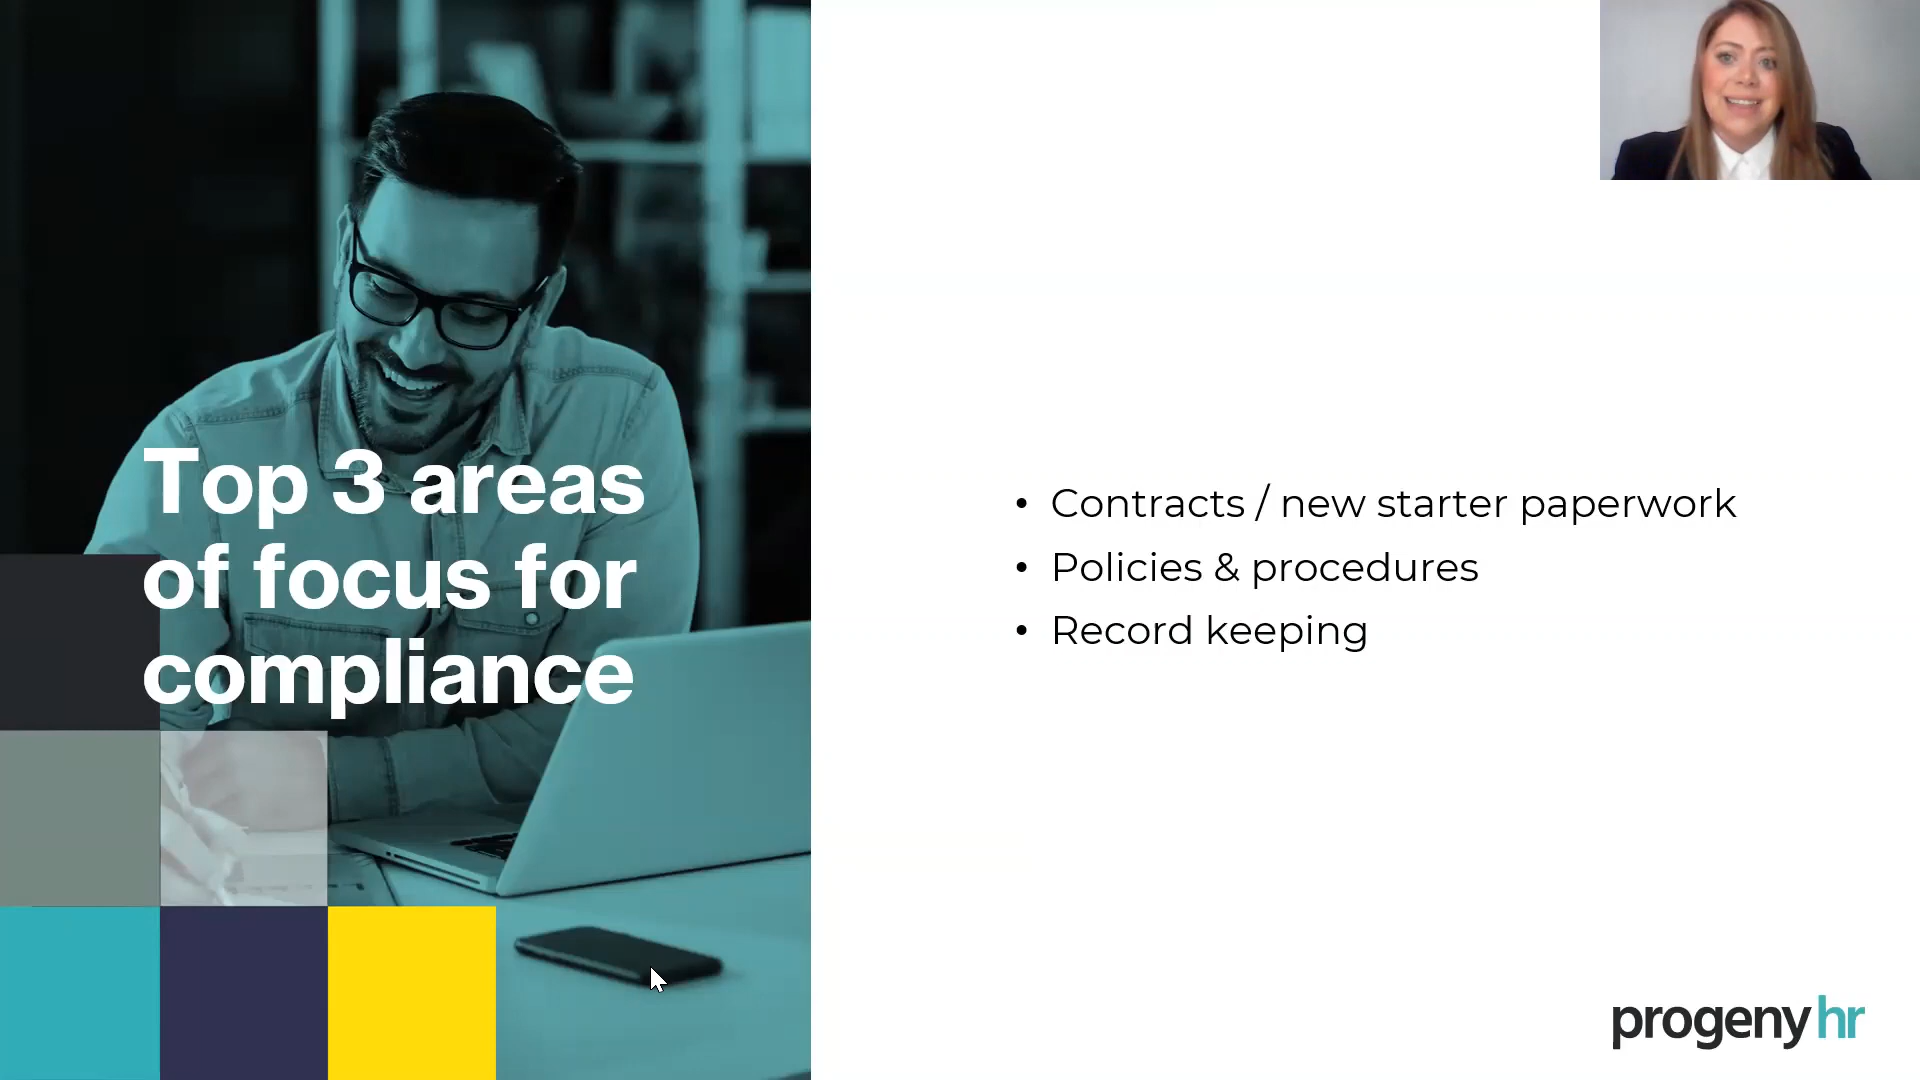 Top 3 areas
of focus for
compliance
• Contracts / new starter paperwork
• Policies & procedures
• Record keeping
progeny hr